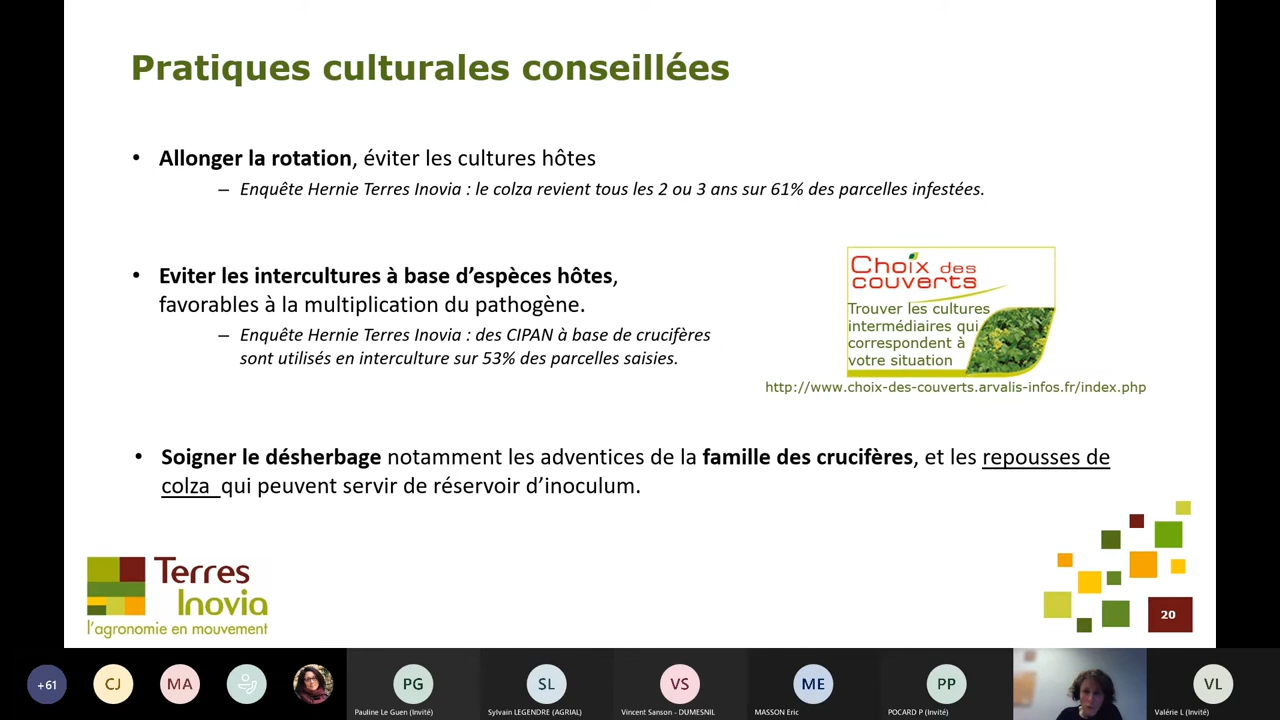 Pratiques culturales conseillées
• Allonger la rotation, éviter les cultures hôtes
– Enquête Hernie Terres Inovia : le colza revient tous les 2 ou 3 ans sur 61% des parcelles infestées.
• Eviter les intercultures à base d’espèces hôtes,
favorables à la multiplication du pathogène.
– Enquête Hernie Terres Inovia : des CIPAN à base de crucifères
sont utilisés en interculture sur 53% des parcelles saisies.
Choix des
couverts
Trouver les cultures
intermédiaires qui
correspondent à
votre situation
http://www.choix-des-couverts.arvalis-infos.fr/index.php
• Soigner le désherbage notamment les adventices de la famille des crucifères, et les repousses de
colza qui peuvent servir de réservoir d’inoculum.
Terres
Inovia
l’agronomie en mouvement
20
+61
CJ
MA
PG
SL
VS
ME
PP
VL
Pauline Le Guen (Invité)
Sylvain LEGENDRE (AGRIAL)
Vincent Sanson - DUMESNIL
MASSON Eric
POCARD P (Invité)
Valérie L (Invité)